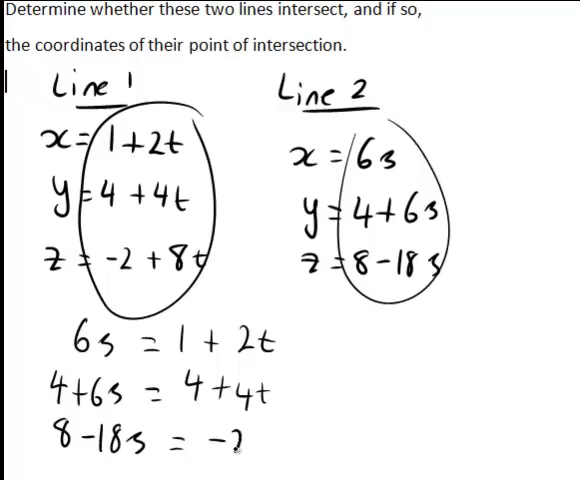 Determine whether these two lines intersect, and if so,
the coordinates of their point of intersection.
Line 1
x = 1 + 2t
y = 4 + 4t
z = -2 + 8t
Line 2
x = 6s
y = 4 + 6s
z = 8 - 18s
6s = 1 + 2t
4 + 6s = 4 + 4t
8 - 18s = -2